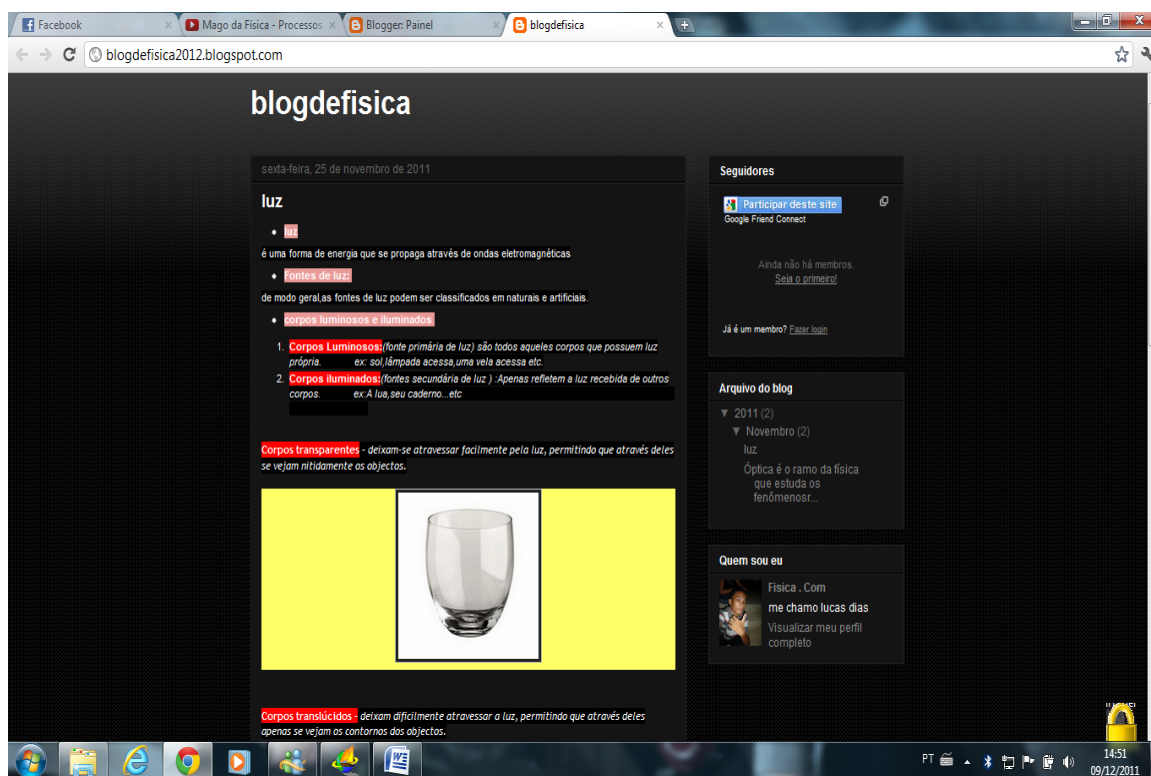 Facebook
Mago da Física - Processos
Blogger: Painel
blogdefisica
blogdefisica2012.blogspot.com
blogdefisica
sexta-feira, 25 de novembro de 2011
luz
luz
é uma forma de energia que se propaga através de ondas eletromagnéticas
Fontes de luz:
de modo geral,as fontes de luz podem ser classificados em naturais e artificiais.
corpos luminosos e iluminados
1. Corpos Luminosos:(fonte primária de luz) são todos aqueles corpos que possuem luz
própria. ex: sol,lâmpada acessa,uma vela acessa etc.
2. Corpos iluminados:(fontes secundária de luz ) :Apenas refletem a luz recebida de outros
corpos. ex:A lua,seu caderno...etc
Corpos transparentes - deixam-se atravessar facilmente pela luz, permitindo que através deles
se vejam nitidamente os objectos.
Corpos translúcidos - deixam dificilmente atravessar a luz, permitindo que através deles
apenas se vejam os contornos dos objectos.
Seguidores
Participar deste site
Google Friend Connect
Ainda não há membros.
Seja o primeiro!
Já é um membro? Fazer login
Arquivo do blog
▼ 2011 (2)
▼ Novembro (2)
luz
Óptica é o ramo da física
que estuda os
fenômenosr...
Quem sou eu
Fisica . Com
me chamo lucas dias
Visualizar meu perfil
completo
PT
14:51
09/12/2011